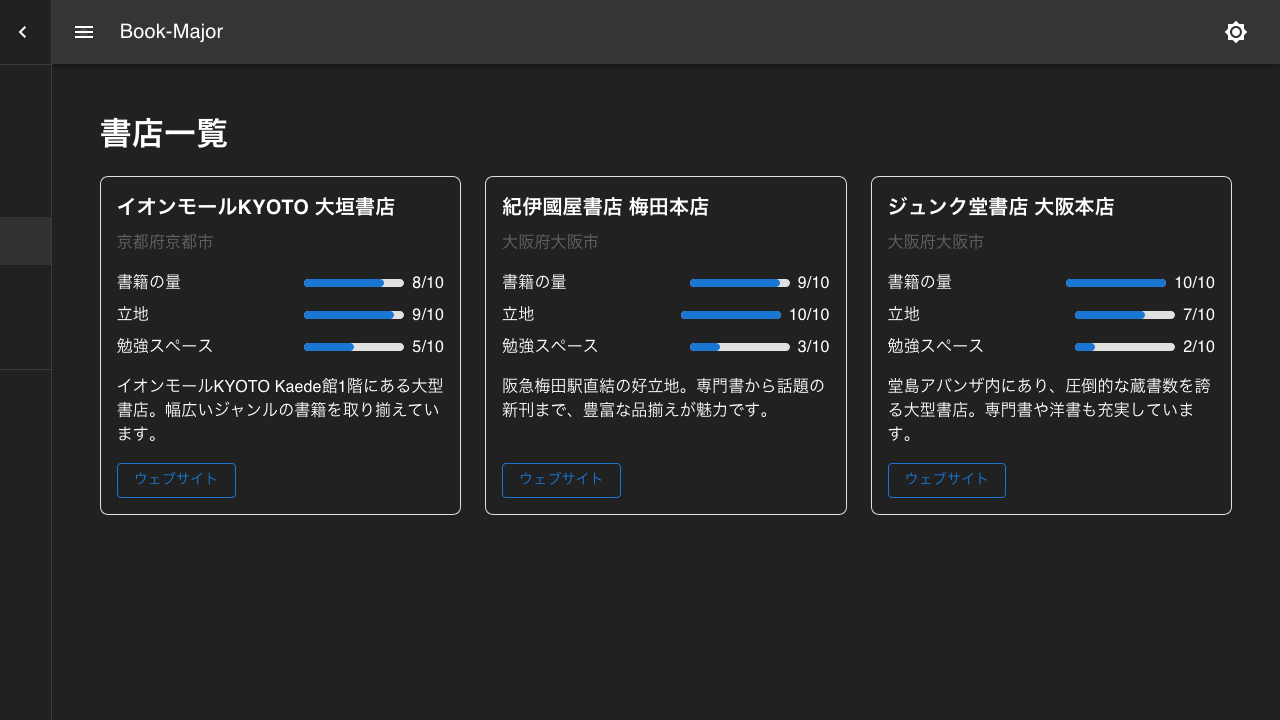 Book-Major
書店一覧
イオンモールKYOTO 大垣書店
京都府京都市
書籍の量 8/10
立地 9/10
勉強スペース 5/10
イオンモールKYOTO Kaede館1階にある大型
書店。幅広いジャンルの書籍を取り揃えてい
ます。
ウェブサイト
紀伊國屋書店 梅田本店
大阪府大阪市
書籍の量 9/10
立地 10/10
勉強スペース 3/10
阪急梅田駅直結の好立地。専門書から話題の
新刊まで、豊富な品揃えが魅力です。
ウェブサイト
ジュンク堂書店 大阪本店
大阪府大阪市
書籍の量 10/10
立地 7/10
勉強スペース 2/10
堂島アバンザ内にあり、圧倒的な蔵書数を誇
る大型書店。専門書や洋書も充実していま
す。
ウェブサイト